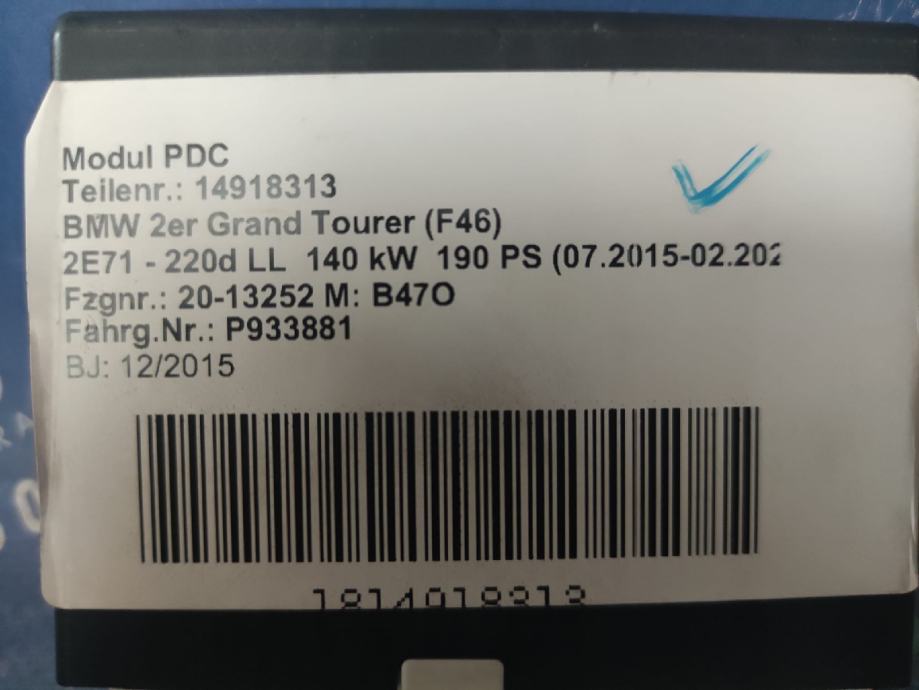 Modul PDC
Teilenr.: 14918313
BMW 2er Grand Tourer (F46)
2E71 - 220d LL 140 kW 190 PS (07.2015-02.202
Fzgnr.: 20-13252 M: B47O
Fahrg.Nr.: P933881
BJ: 12/2015
1814918313